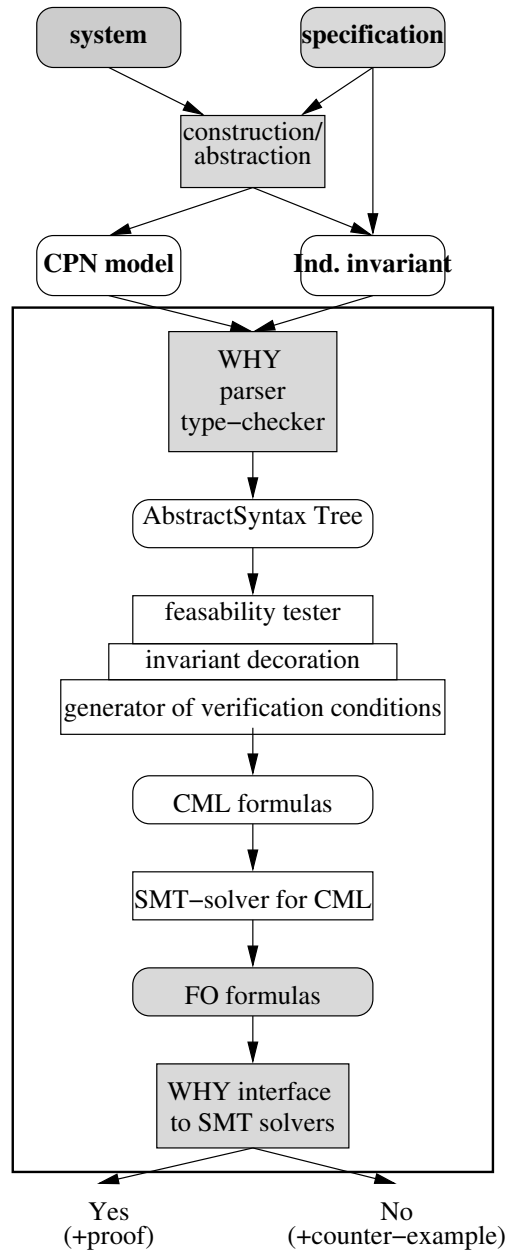 system
specification
construction/
abstraction
CPN model
Ind. invariant
WHY
parser
type−checker
AbstractSyntax Tree
feasability tester
invariant decoration
generator of verification conditions
CML formulas
SMT−solver for CML
FO formulas
WHY interface
to SMT solvers
Yes
(+proof)
No
(+counter−example)